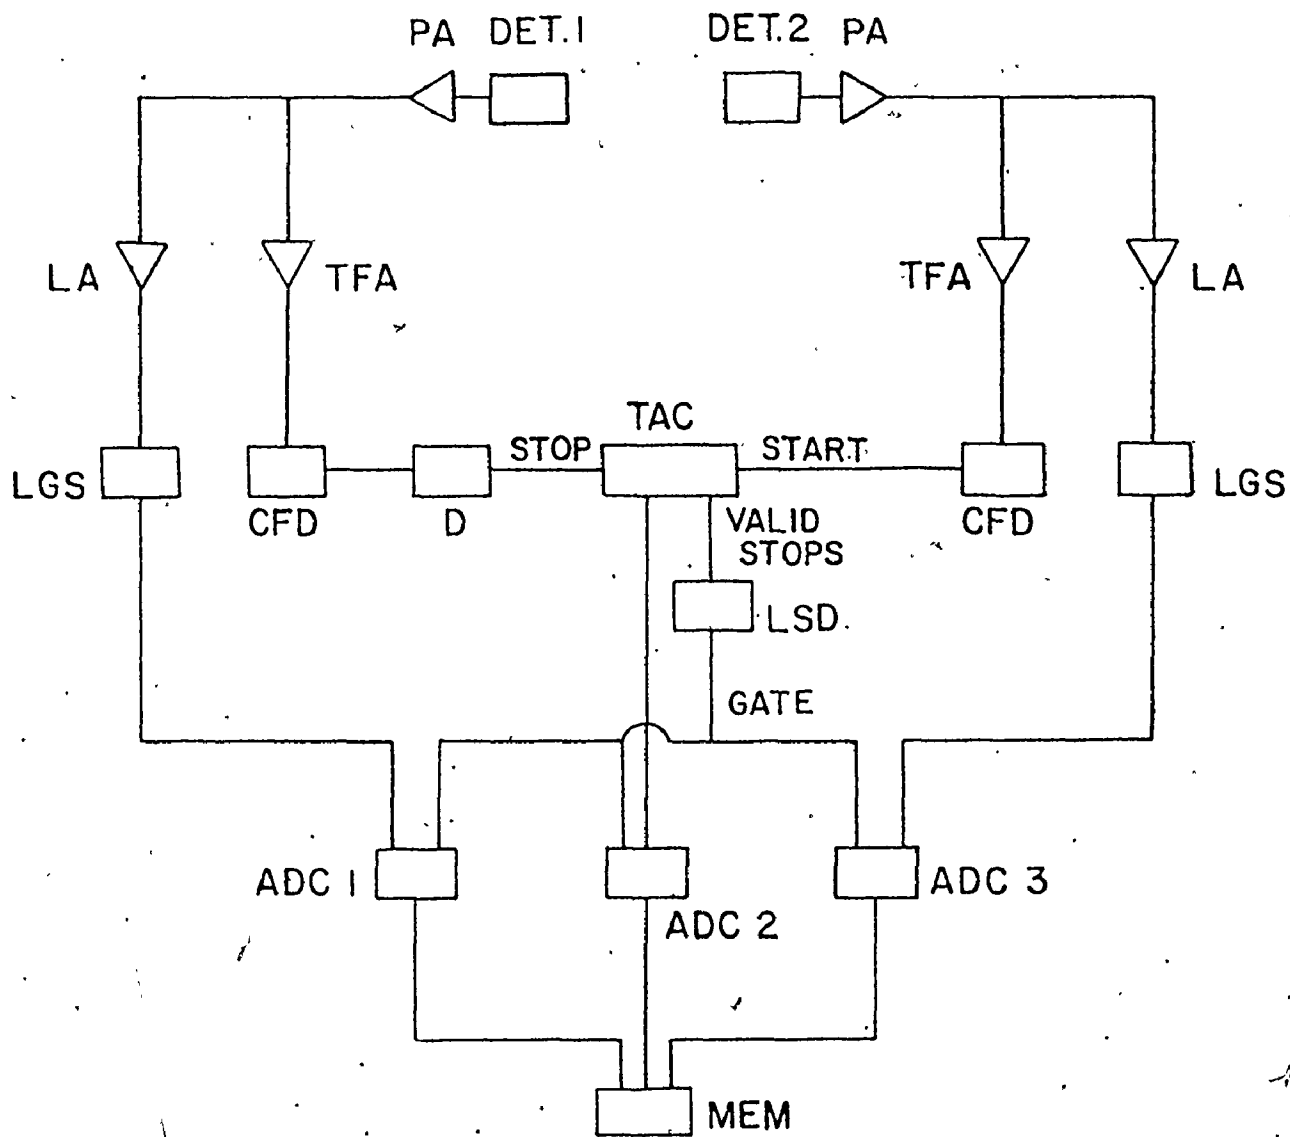 PA DET.1 DET.2 PA
LA TFA TFA LA
TAC
STOP START
LGS CFD D CFD LGS
VALID
STOPS
LSD
GATE
ADC 1 ADC 2 ADC 3
MEM